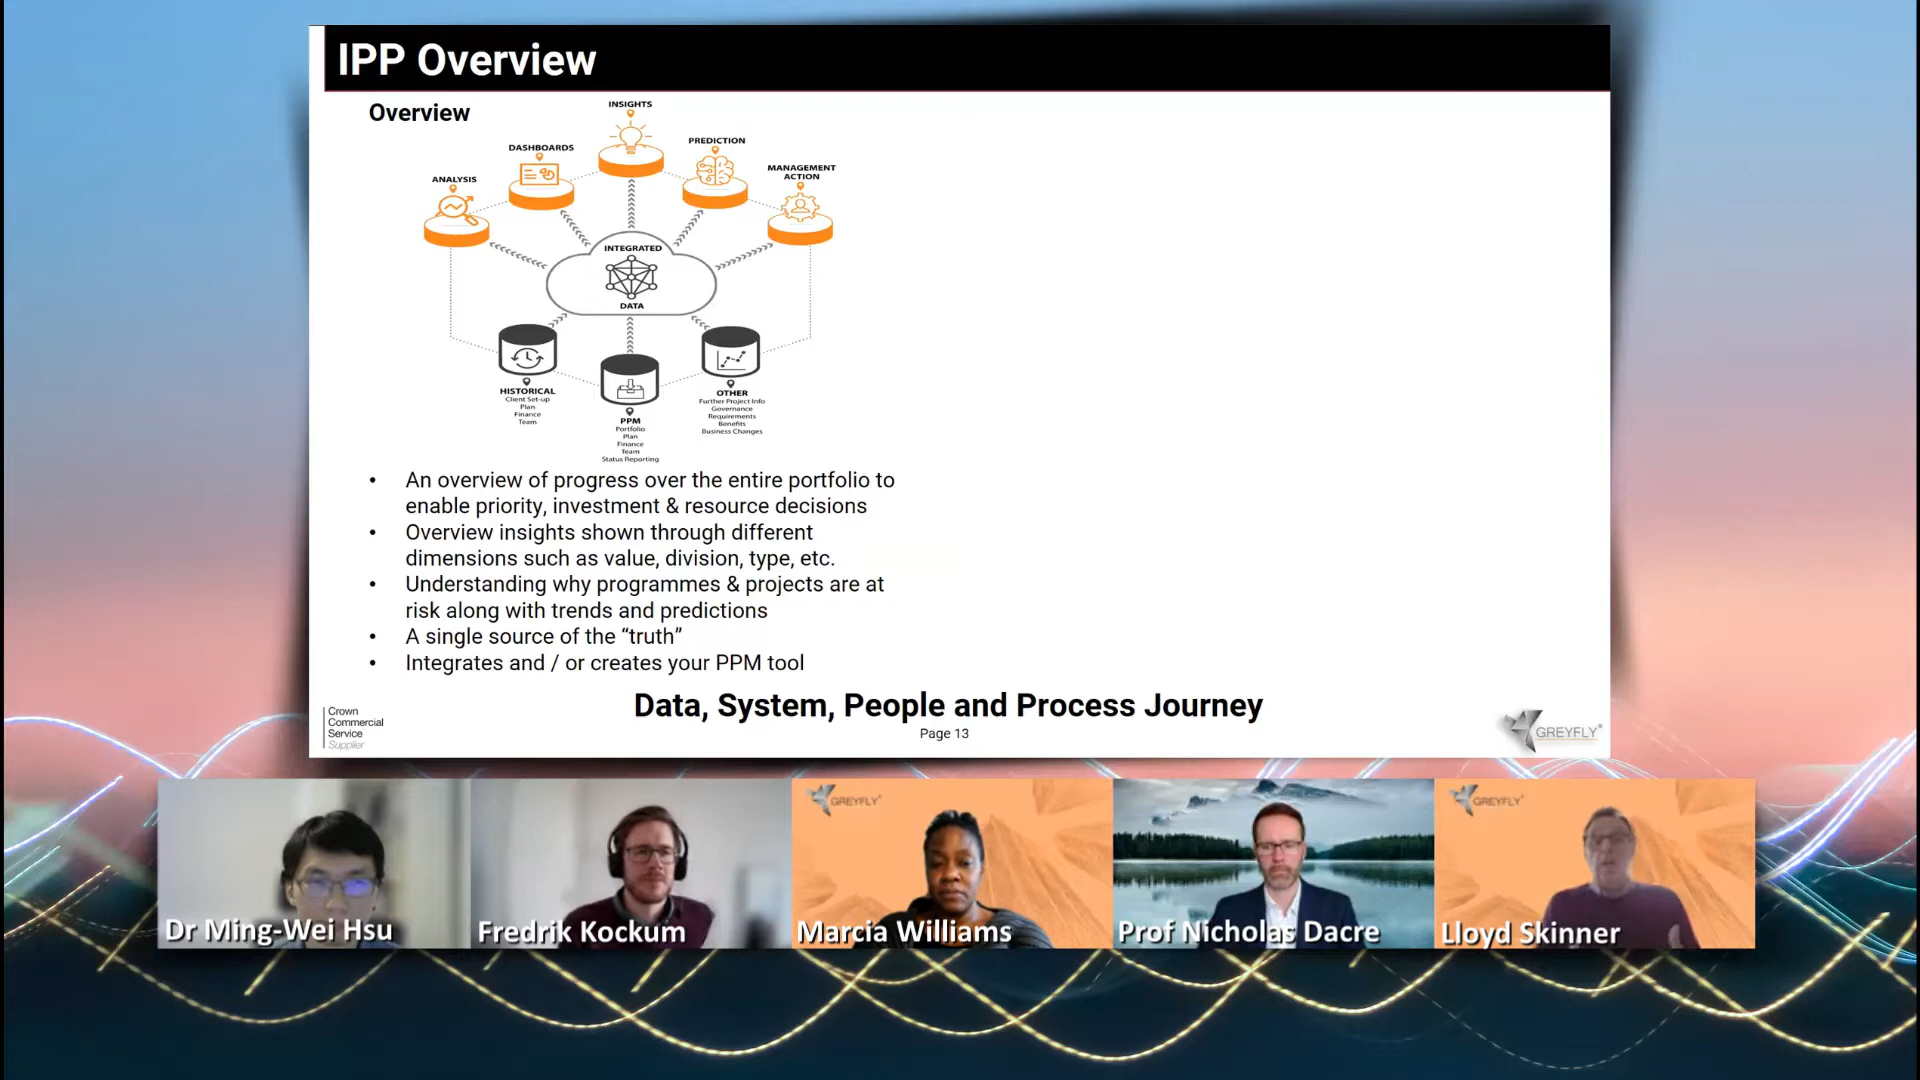 IPP Overview
Overview
INSIGHTS
DASHBOARDS
PREDICTION
ANALYSIS
MANAGEMENT
ACTION
INTEGRATED
DATA
HISTORICAL
Client Set-up
Plan
Finance
Team
PPM
Portfolio
Plan
Finance
Team
Status Reporting
OTHER
Further Project Info
Governance
Requirements
Benefits
Business Changes
• An overview of progress over the entire portfolio to
enable priority, investment & resource decisions
• Overview insights shown through different
dimensions such as value, division, type, etc.
• Understanding why programmes & projects are at
risk along with trends and predictions
• A single source of the “truth”
• Integrates and / or creates your PPM tool
Data, System, People and Process Journey
Page 13
Crown
Commercial
Service
Supplier
GREYFLY®
GREYFLY®
GREYFLY®
Dr Ming-Wei Hsu
Fredrik Kockum
Marcia Williams
Prof Nicholas Dacre
Lloyd Skinner